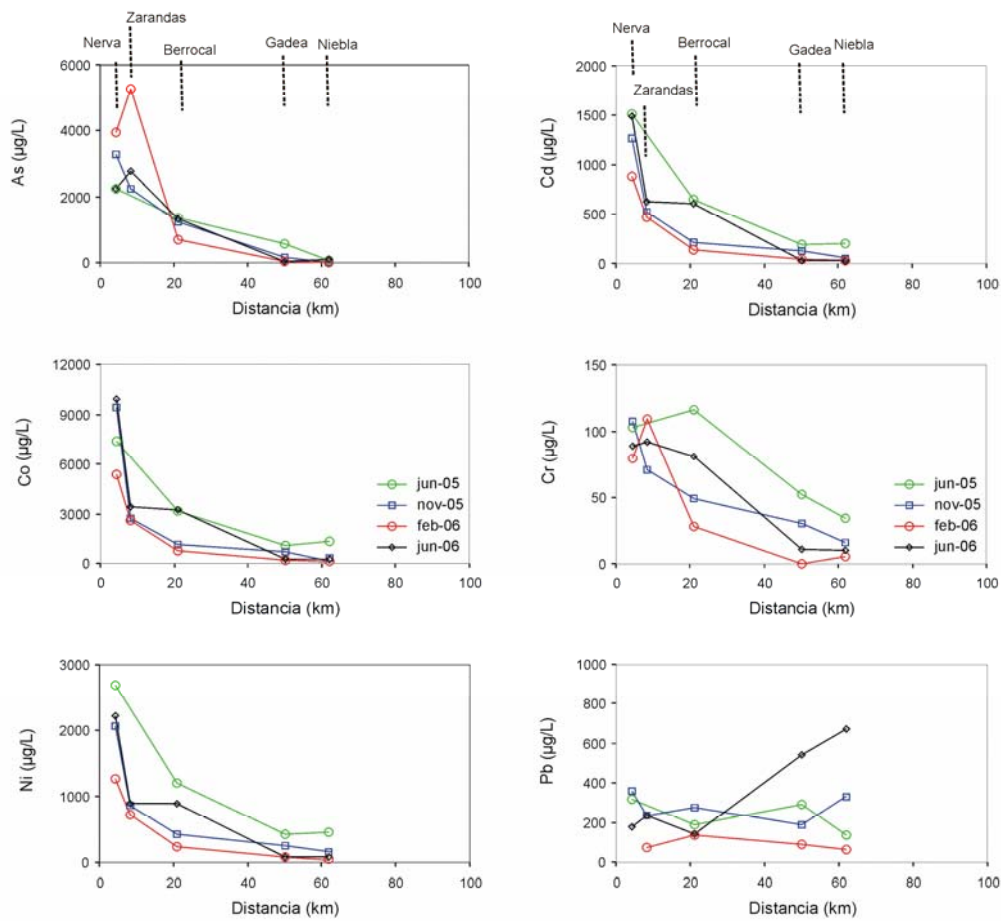 Zarandas
Nerva
Berrocal
Gadea
Niebla
6000
4000
2000
0
As (µg/L)
0 20 40 60 80 100
Distancia (km)
Berrocal
Niebla
Nerva
Gadea
Zarandas
2000
1500
1000
500
0
Cd (µg/L)
0 20 40 60 80 100
Distancia (km)
12000
9000
6000
3000
0
Co (µg/L)
jun-05
nov-05
feb-06
jun-06
0 20 40 60 80 100
Distancia (km)
150
100
50
0
Cr (µg/L)
jun-05
nov-05
feb-06
jun-06
0 20 40 60 80 100
Distancia (km)
3000
2000
1000
0
Ni (µg/L)
0 20 40 60 80 100
Distancia (km)
1000
800
600
400
200
0
Pb (µg/L)
0 20 40 60 80 100
Distancia (km)